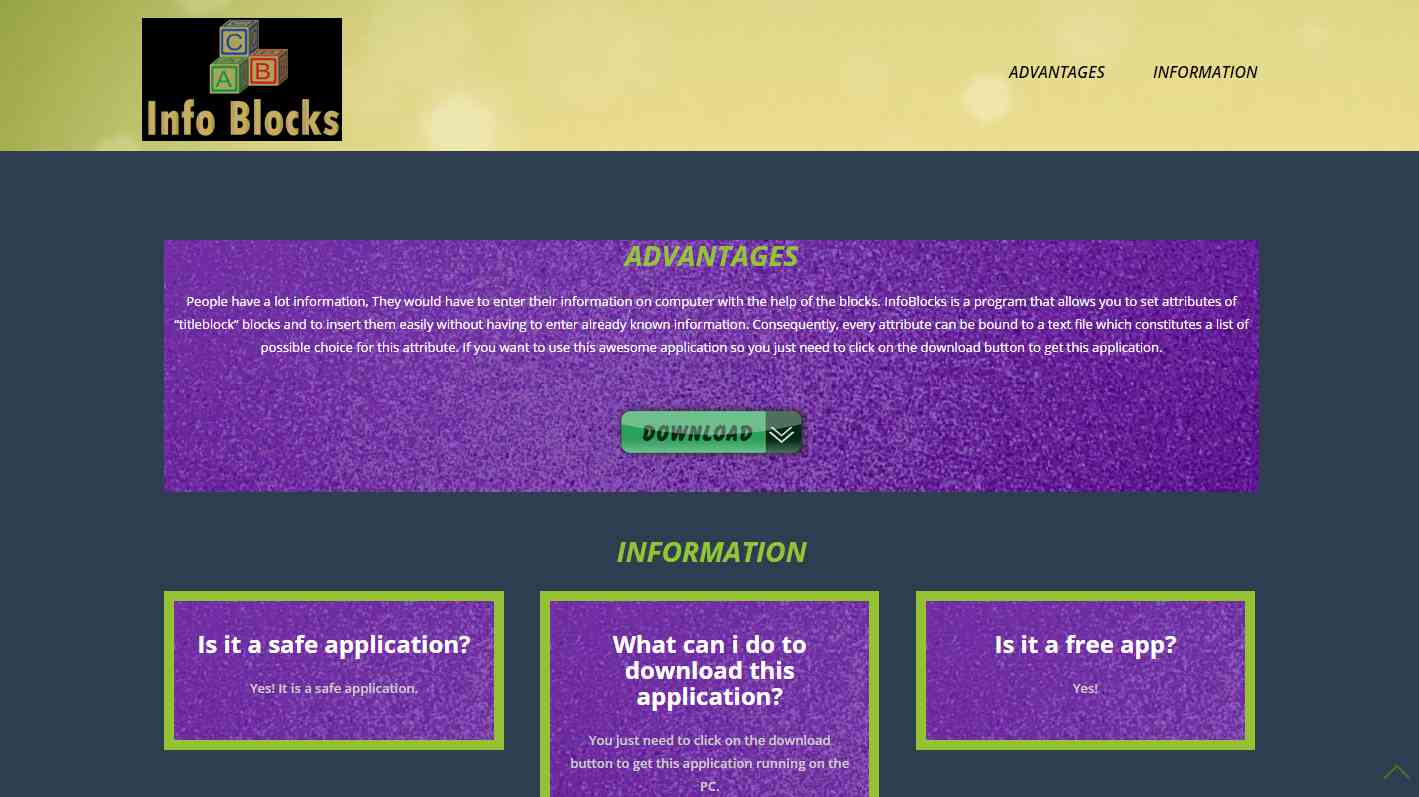 C
A B
Info Blocks
ADVANTAGES INFORMATION
ADVANTAGES
People have a lot information, They would have to enter their information on computer with the help of the blocks. InfoBlocks is a program that allows you to set attributes of
“titleblock” blocks and to insert them easily without having to enter already known information. Consequently, every attribute can be bound to a text file which constitutes a list of
possible choice for this attribute. If you want to use this awesome application so you just need to click on the download button to get this application.
DOWNLOAD
INFORMATION
Is it a safe application?
Yes! It is a safe application.
What can i do to
download this
application?
You just need to click on the download
button to get this application running on the
PC.
Is it a free app?
Yes!